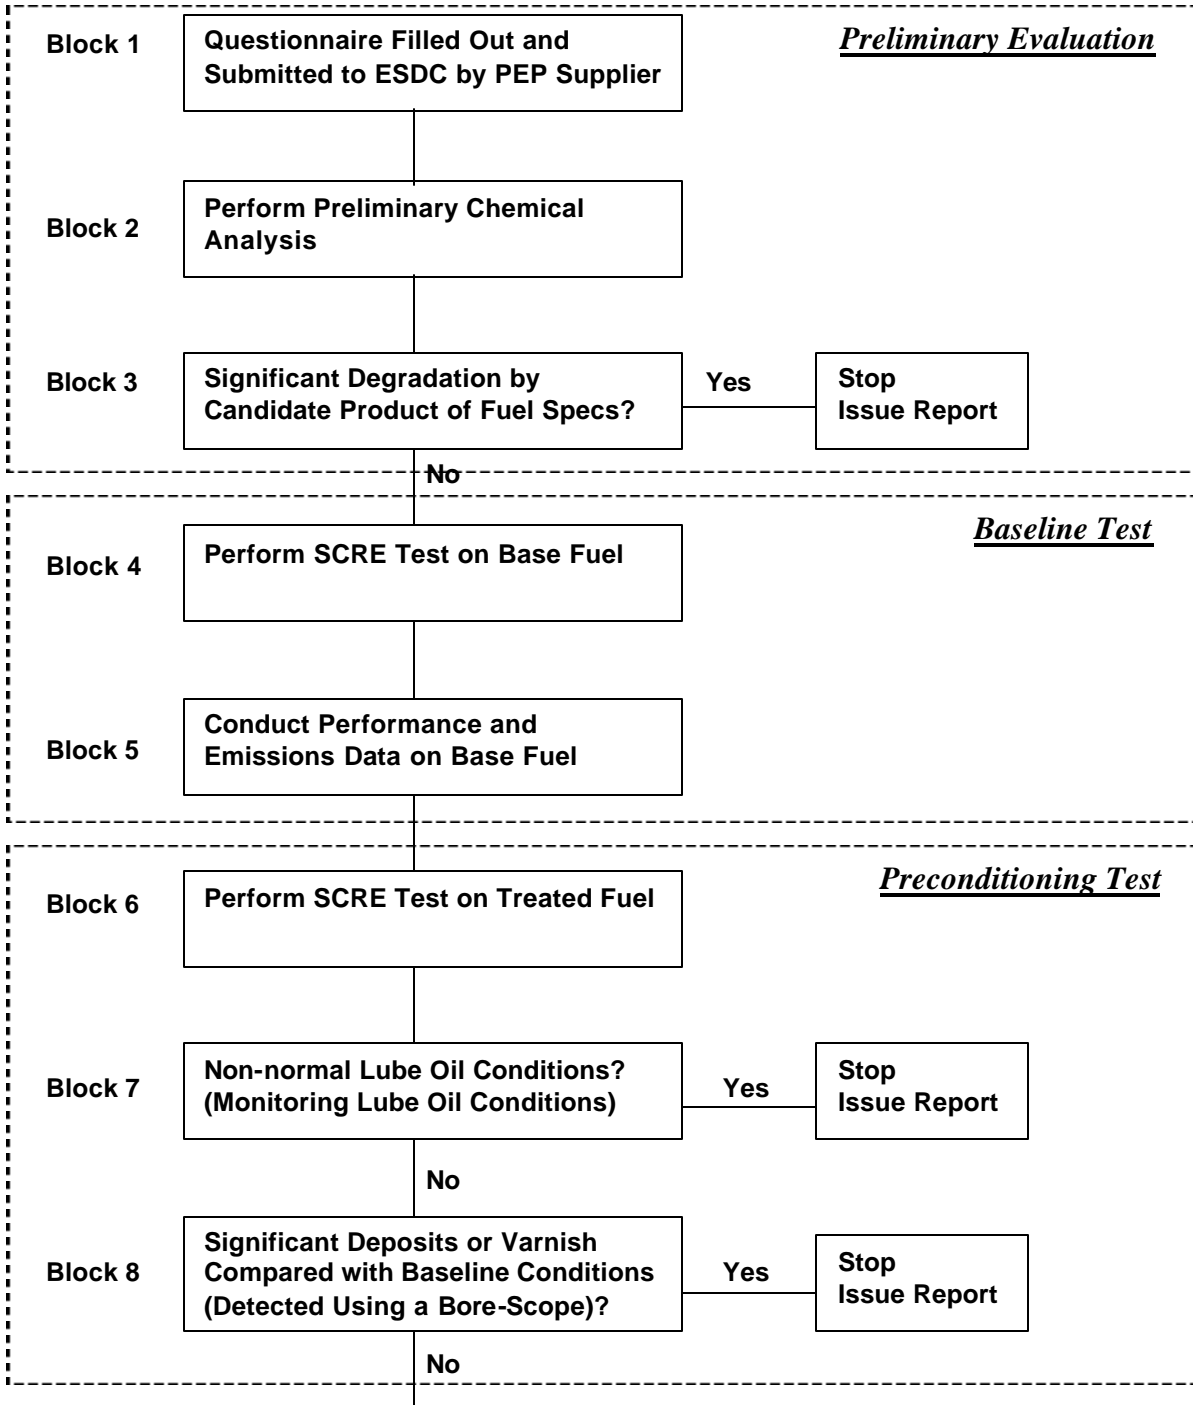 Preliminary Evaluation
Block 1
Questionnaire Filled Out and
Submitted to ESDC by PEP Supplier
Block 2
Perform Preliminary Chemical
Analysis
Block 3
Significant Degradation by
Candidate Product of Fuel Specs?
Yes
Stop
Issue Report
No
Baseline Test
Block 4
Perform SCRE Test on Base Fuel
Block 5
Conduct Performance and
Emissions Data on Base Fuel
Preconditioning Test
Block 6
Perform SCRE Test on Treated Fuel
Block 7
Non-normal Lube Oil Conditions?
(Monitoring Lube Oil Conditions)
Yes
Stop
Issue Report
No
Block 8
Significant Deposits or Varnish
Compared with Baseline Conditions
(Detected Using a Bore-Scope)?
Yes
Stop
Issue Report
No